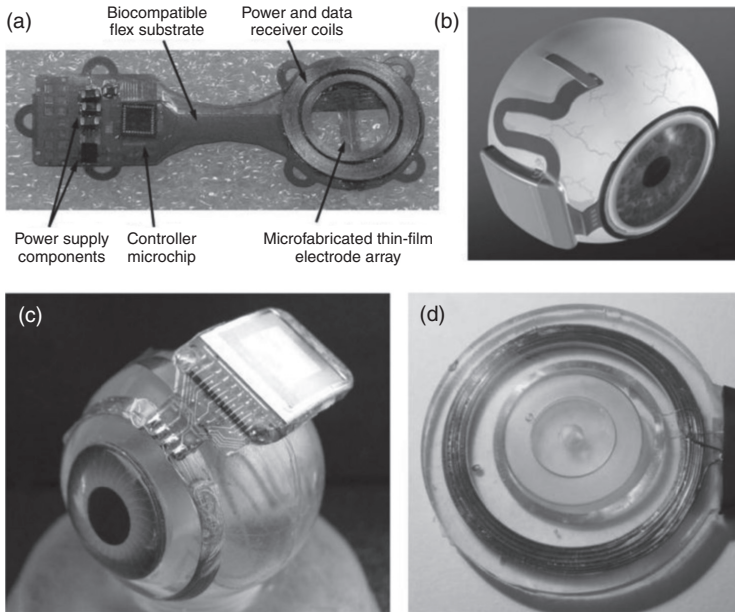 (a)
Biocompatible
flex substrate
Power and data
receiver coils
Power supply
components
Controller
microchip
Microfabricated thin-film
electrode array
(b)
(c)
(d)